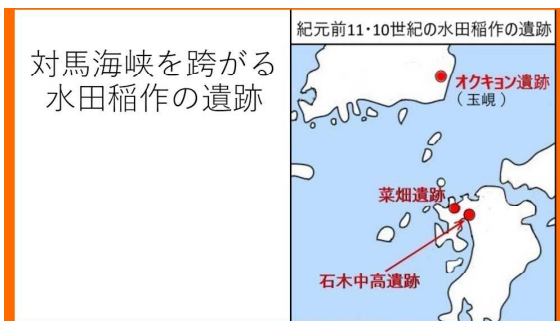 対馬海峡を跨がる
水田稲作の遺跡
紀元前11・10世紀の水田稲作の遺跡
オクキョン遺跡
（玉峴）
菜畑遺跡
石木中高遺跡